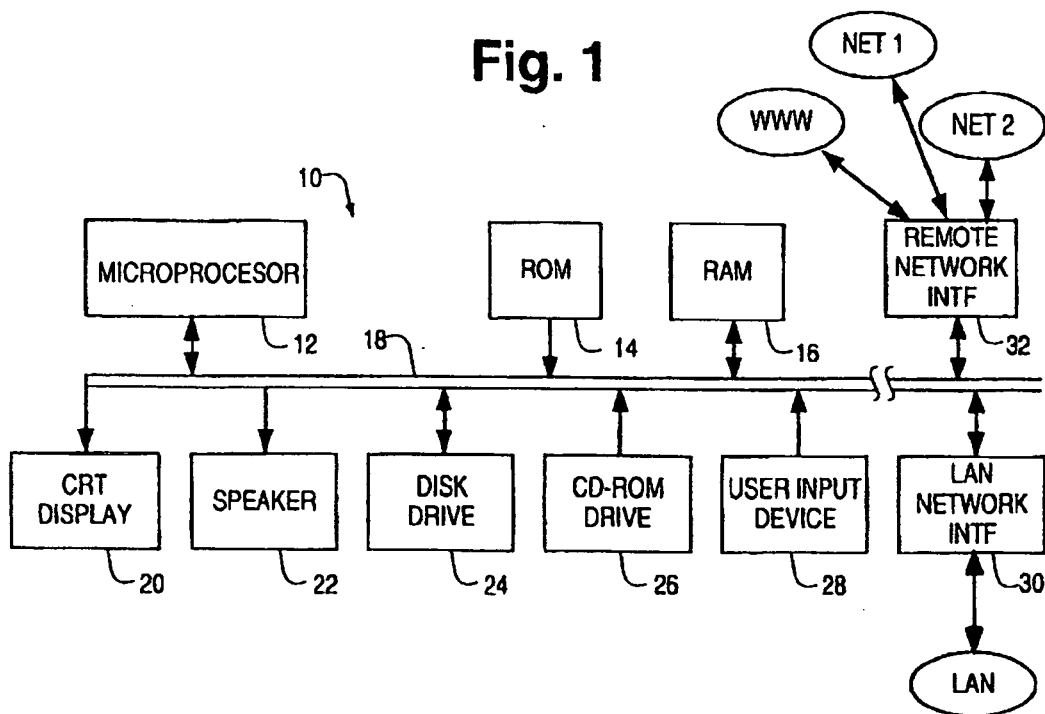 Fig. 1
NET 1
WWW
NET 2
10
MICROPROCESOR
ROM
RAM
REMOTE
NETWORK
INTF
12
18
14
16
32
CRT
DISPLAY
SPEAKER
DISK
DRIVE
CD-ROM
DRIVE
USER INPUT
DEVICE
LAN
NETWORK
INTF
20
22
24
26
28
30
LAN